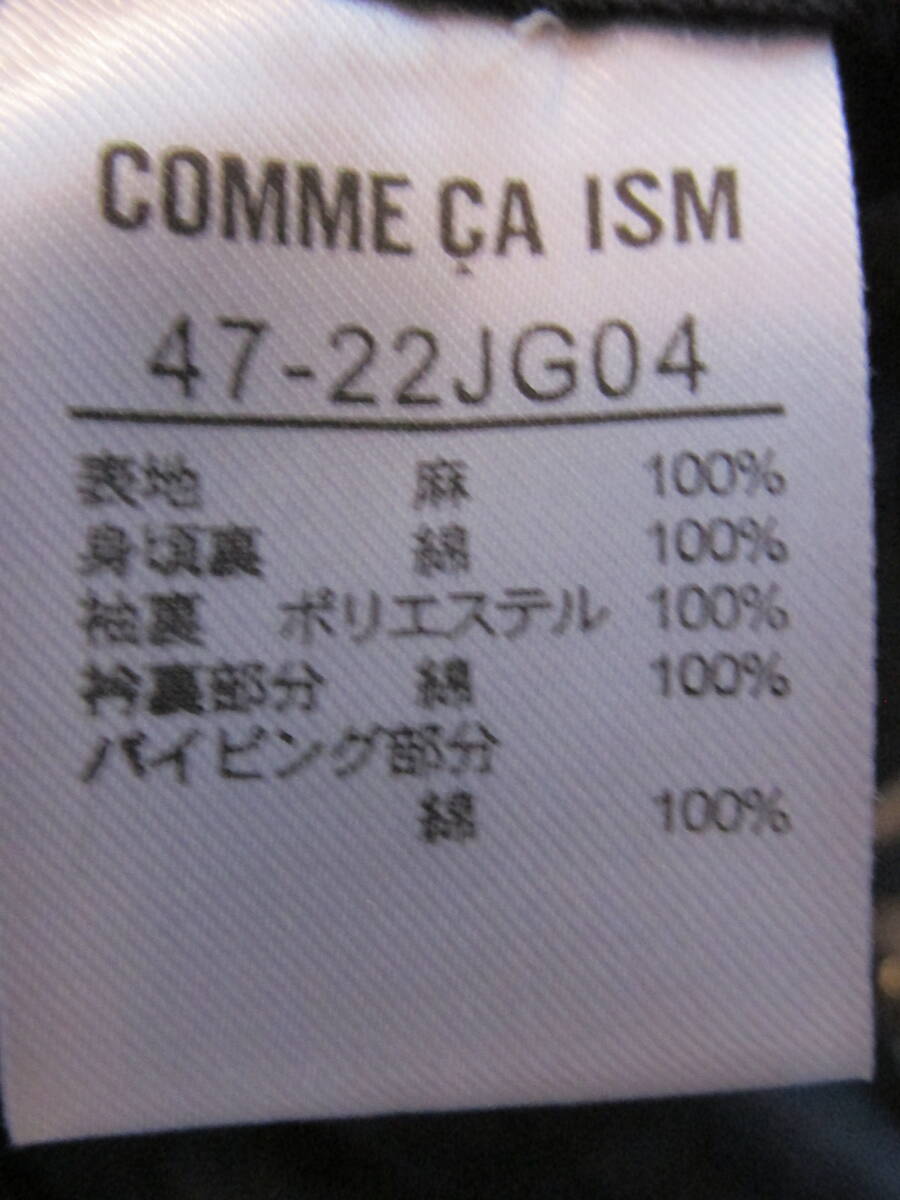 COMME ÇA ISM
47-22JG04
表地 麻 100%
身頃裏 綿 100%
袖裏 ポリエステル 100%
衿裏部分 綿 100%
パイピング部分
綿 100%